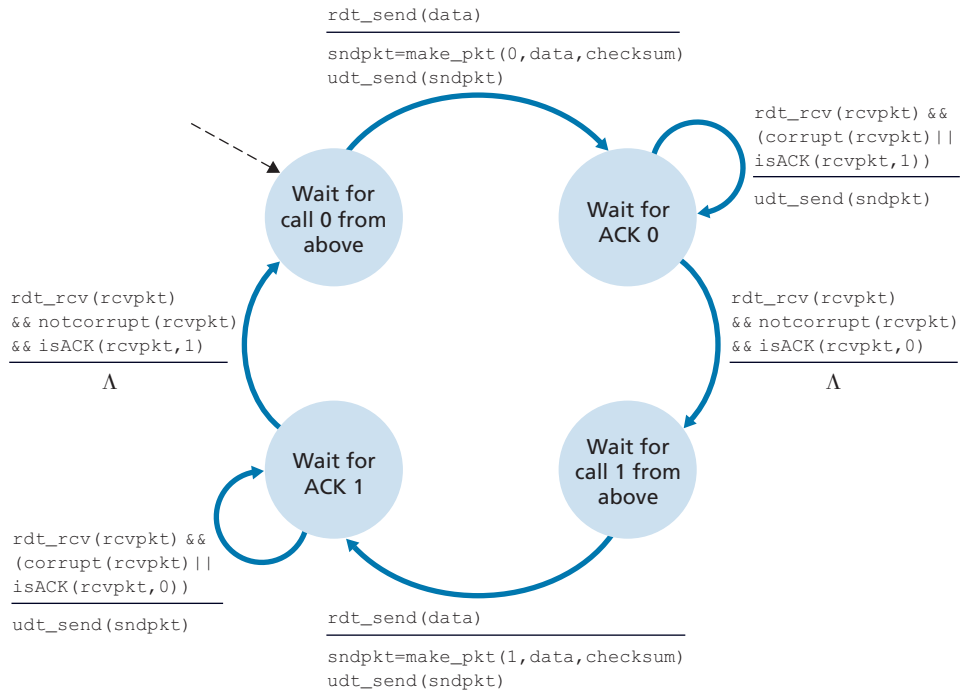 rdt_send(data)
sndpkt=make_pkt(0,data,checksum)
udt_send(sndpkt)
rdt_rcv(rcvpkt) &&
(corrupt(rcvpkt)||
isACK(rcvpkt,1))
udt_send(sndpkt)
Wait for
call 0 from
above
Wait for
ACK 0
rdt_rcv(rcvpkt)
&& notcorrupt(rcvpkt)
&& isACK(rcvpkt,1)
Λ
rdt_rcv(rcvpkt)
&& notcorrupt(rcvpkt)
&& isACK(rcvpkt,0)
Λ
Wait for
ACK 1
Wait for
call 1 from
above
rdt_rcv(rcvpkt) &&
(corrupt(rcvpkt)||
isACK(rcvpkt,0))
udt_send(sndpkt)
rdt_send(data)
sndpkt=make_pkt(1,data,checksum)
udt_send(sndpkt)